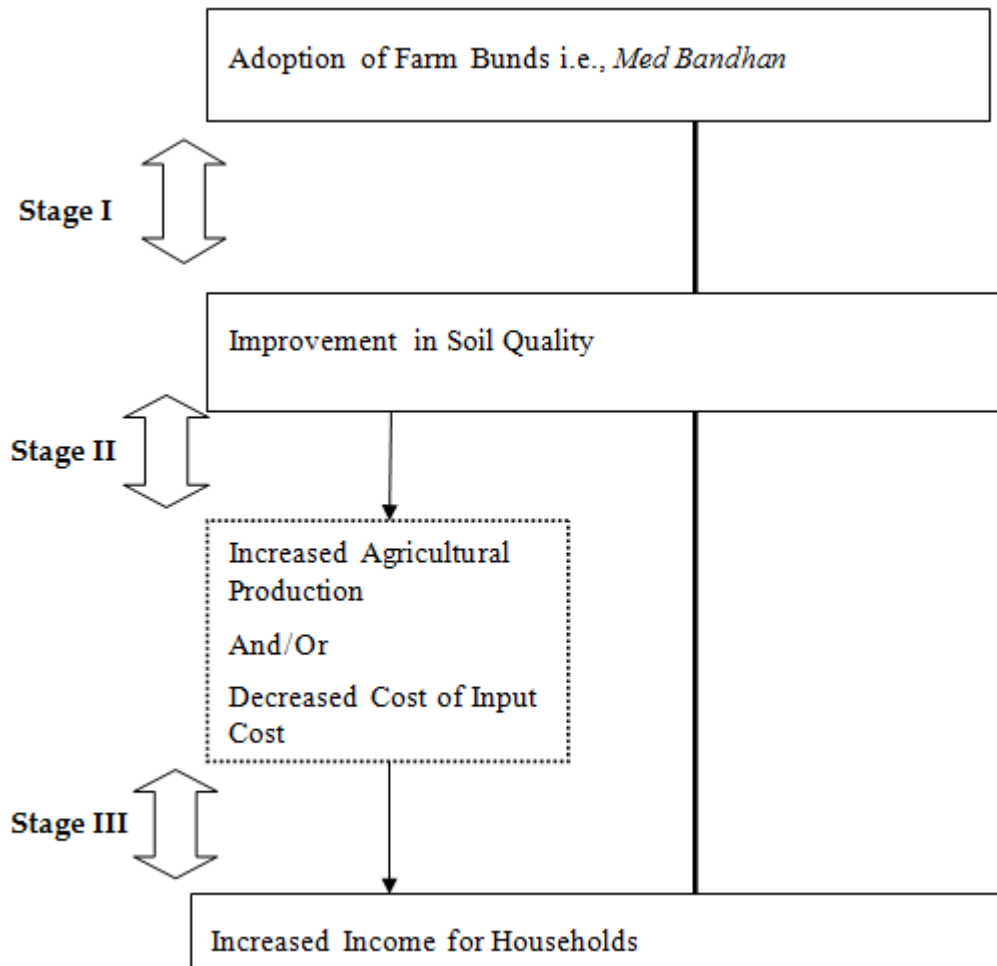 Adoption of Farm Bunds i.e., Med Bandhan
Stage I
Improvement in Soil Quality
Stage II
Increased Agricultural
Production
And/Or
Decreased Cost of Input
Cost
Stage III
Increased Income for Households